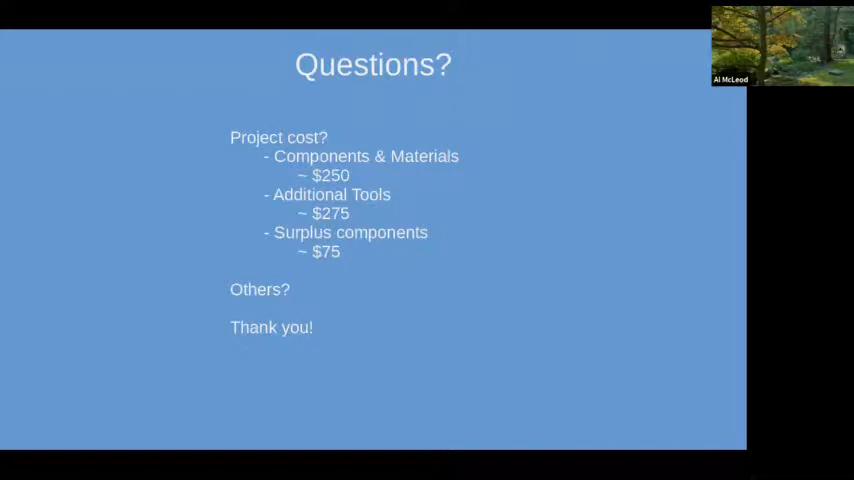 Questions?
Project cost?
- Components & Materials
~ $250
- Additional Tools
~ $275
- Surplus components
~ $75
Others?
Thank you!
Al McLeod